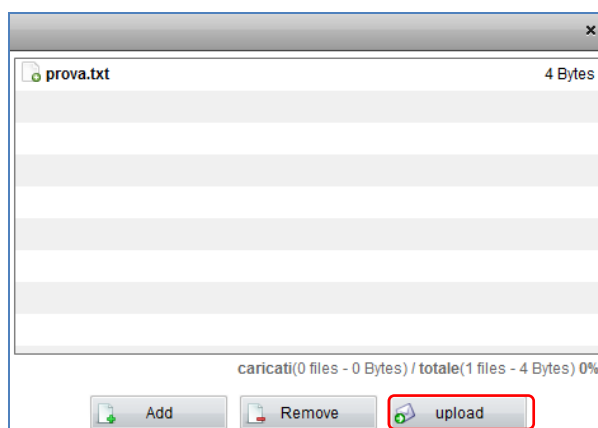 ×
prova.txt 4 Bytes
caricati(0 files - 0 Bytes) / totale(1 files - 4 Bytes) 0%
Add Remove upload